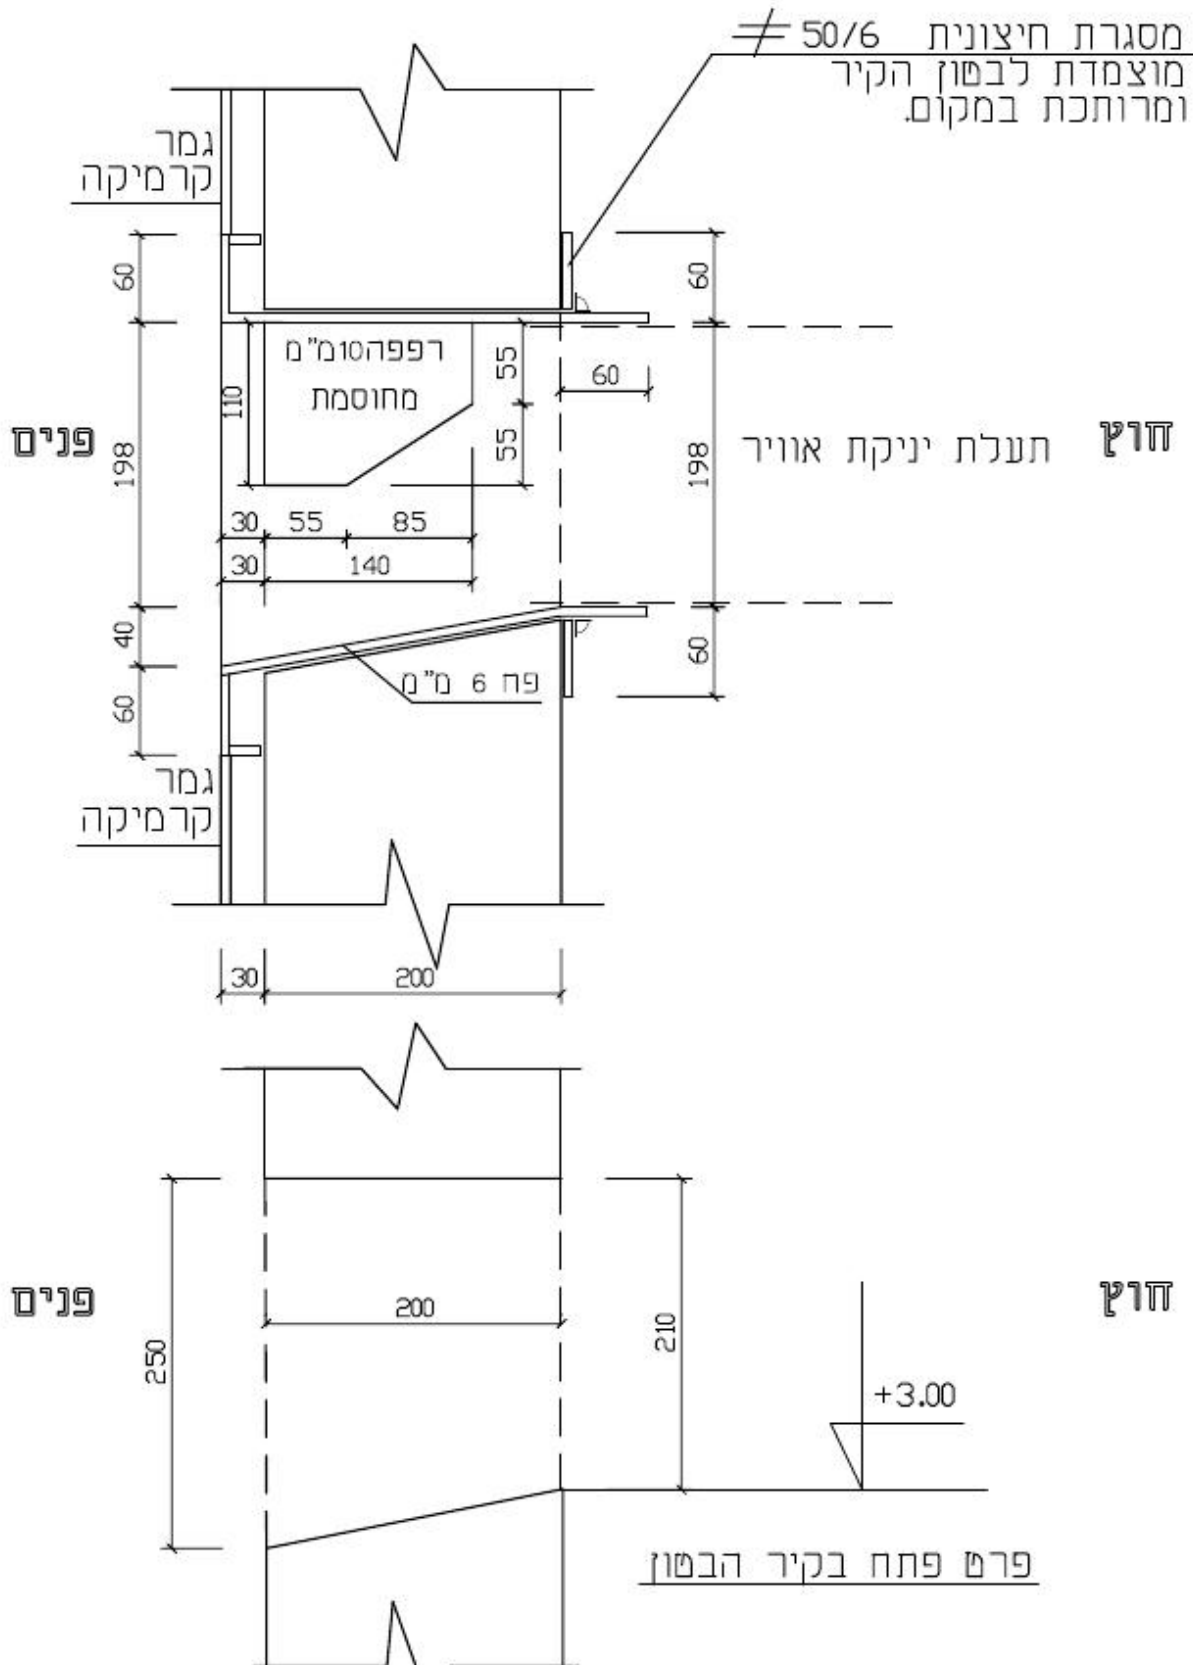 מסגרת חיצונית 50/6
מוצמדת לבטון הקיר
ומרותכת במקום.
גמר
קרמיקה
60
60
רפפה 10מ"מ
מחוסמת
55
60
110
פנים
198
55
198
תעלת יניקת אוויר
חוץ
30
55
85
30
140
40
60
פח 6 מ"מ
60
גמר
קרמיקה
30
200
פנים
200
חוץ
250
210
+3.00
פרט פתח בקיר הבטון